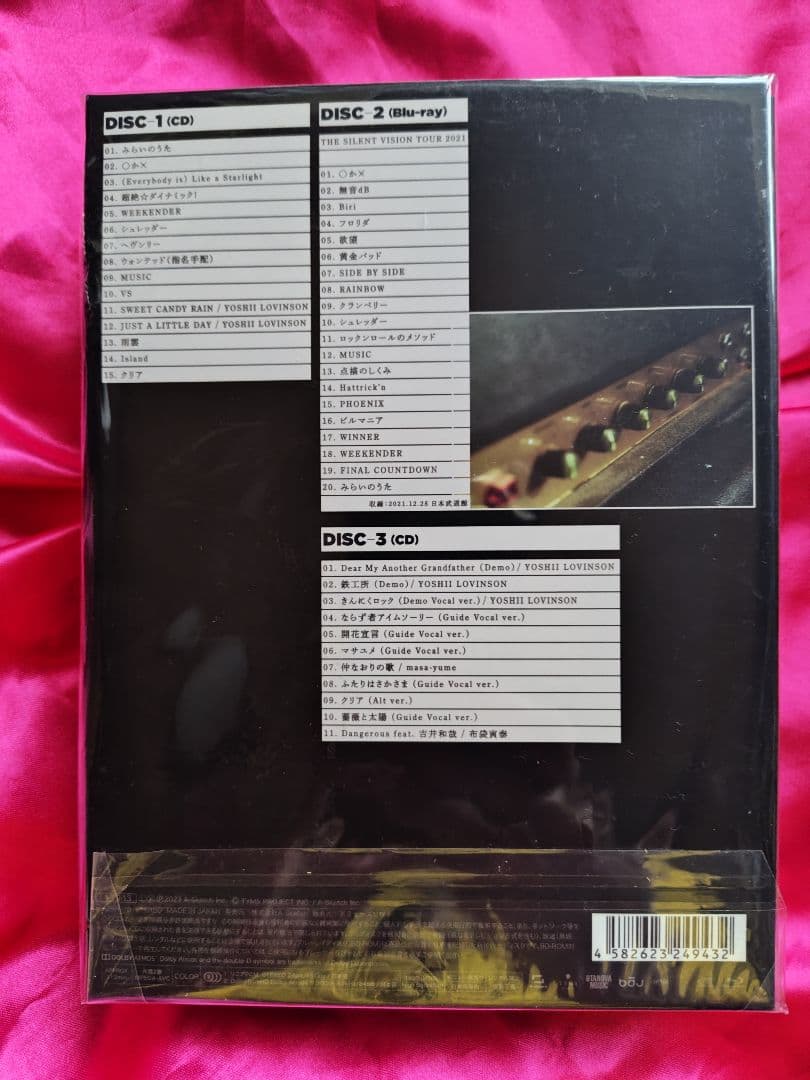 DISC-1 (CD)
01. みらいのうた
02. ○か×
03. (Everybody is) Like a Starlight
04. 超絶☆ダイナミック!
05. WEEKENDER
06. シュレッダー
07. ヘヴンリー
08. ウォンテッド(指名手配)
09. MUSIC
10. VS
11. SWEET CANDY RAIN / YOSHII LOVINSON
12. JUST A LITTLE DAY / YOSHII LOVINSON
13. 雨雲
14. Island
15. クリア
DISC-2 (Blu-ray)
THE SILENT VISION TOUR 2021
01. ○か×
02. 無音dB
03. Biri
04. フロリダ
05. 欲望
06. 黄金バッド
07. SIDE BY SIDE
08. RAINBOW
09. クランベリー
10. シュレッダー
11. ロックンロールのメソッド
12. MUSIC
13. 点描のしくみ
14. Hattrick'n
15. PHOENIX
16. ビルマニア
17. WINNER
18. WEEKENDER
19. FINAL COUNTDOWN
20. みらいのうた
収録:2021.12.28 日本武道館
DISC-3 (CD)
01. Dear My Another Grandfather (Demo) / YOSHII LOVINSON
02. 鉄工所 (Demo) / YOSHII LOVINSON
03. きんにくロック (Demo Vocal ver.) / YOSHII LOVINSON
04. ならず者アイムソーリー (Guide Vocal ver.)
05. 開花宣言 (Guide Vocal ver.)
06. マサユメ (Guide Vocal ver.)
07. 仲なおりの歌 / masa-yume
08. ふたりはさかさま (Guide Vocal ver.)
09. クリア (Alt ver.)
10. 薔薇と太陽 (Guide Vocal ver.)
11. Dangerous feat. 吉井和哉 / 布袋寅泰
MADE IN JAPAN
DOLBY ATMOS
COLOR
4 582623 249432